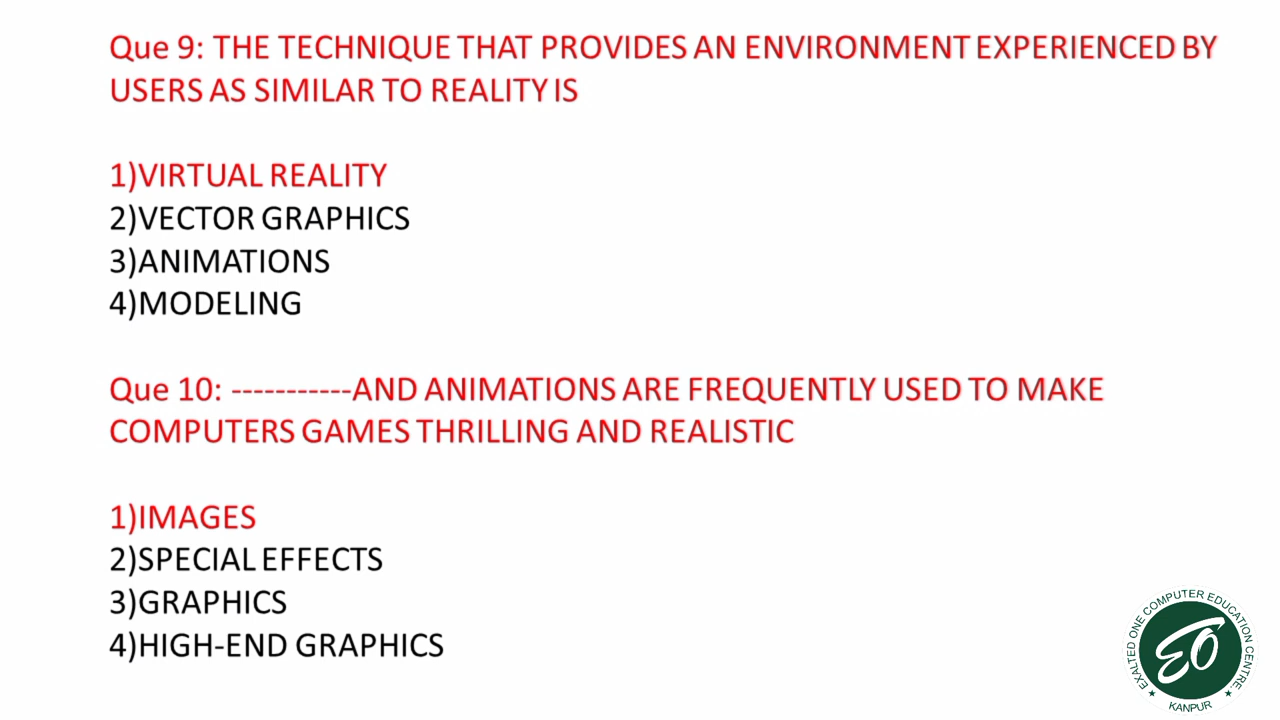 Que 9: THE TECHNIQUE THAT PROVIDES AN ENVIRONMENT EXPERIENCED BY
USERS AS SIMILAR TO REALITY IS
1)VIRTUAL REALITY
2)VECTOR GRAPHICS
3)ANIMATIONS
4)MODELING
Que 10: -----------AND ANIMATIONS ARE FREQUENTLY USED TO MAKE
COMPUTERS GAMES THRILLING AND REALISTIC
1)IMAGES
2)SPECIAL EFFECTS
3)GRAPHICS
4)HIGH-END GRAPHICS
EXALTED ONE COMPUTER EDUCATION CENTRE,
EO
★ KANPUR ★